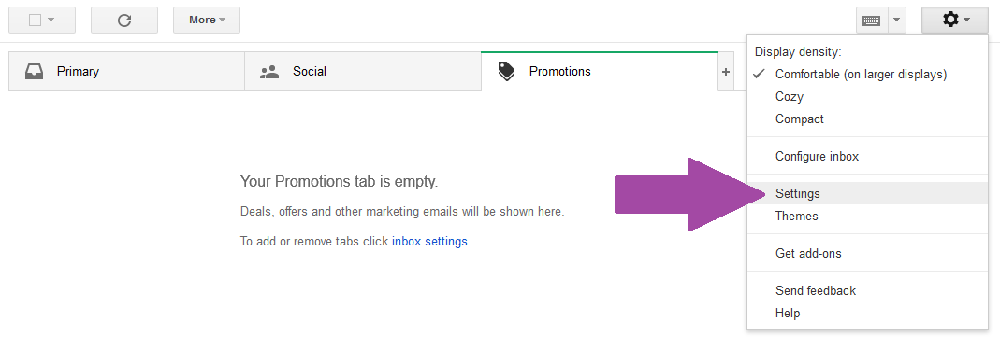 More
Primary
Social
Promotions
+
Your Promotions tab is empty.
Deals, offers and other marketing emails will be shown here.
To add or remove tabs click inbox settings.
Display density:
Comfortable (on larger displays)
Cozy
Compact
Configure inbox
Settings
Themes
Get add-ons
Send feedback
Help